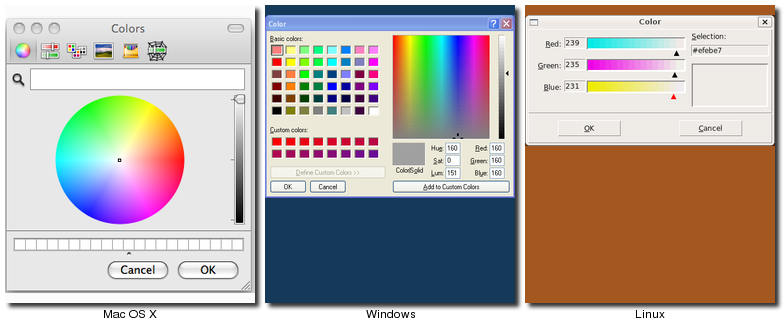 Colors
Cancel
OK
Mac OS X
Color
Basic colors:
Custom colors:
Define Custom Colors >>
OK
Cancel
Color|Solid
Hue: 160
Sat: 0
Lum: 151
Red: 160
Green: 160
Blue: 160
Add to Custom Colors
Windows
Color
Red: 239
Green: 235
Blue: 231
Selection:
#efebe7
OK
Cancel
Linux